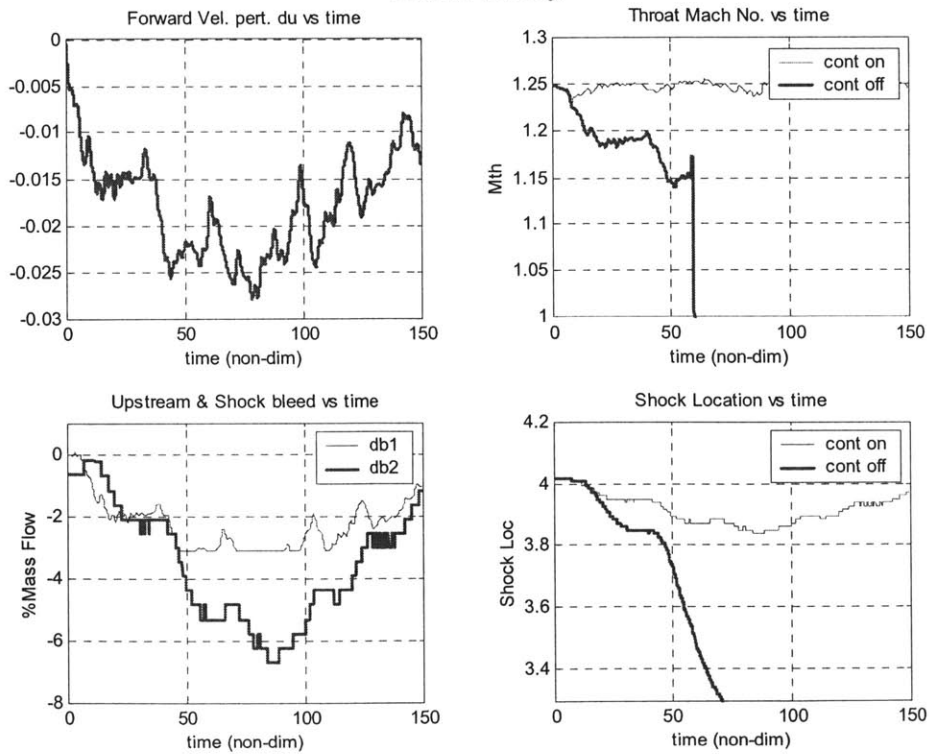 Forward Vel. pert. du vs time
0
-0.005
-0.01
-0.015
-0.02
-0.025
-0.03
0 50 100 150
time (non-dim)
Throat Mach No. vs time
1.3
1.25
1.2
1.15
1.1
1.05
1
Mth
cont on
cont off
0 50 100 150
time (non-dim)
Upstream & Shock bleed vs time
0
-2
-4
-6
-8
%Mass Flow
db1
db2
0 50 100 150
time (non-dim)
Shock Location vs time
4.2
4
3.8
3.6
3.4
Shock Loc
cont on
cont off
0 50 100 150
time (non-dim)